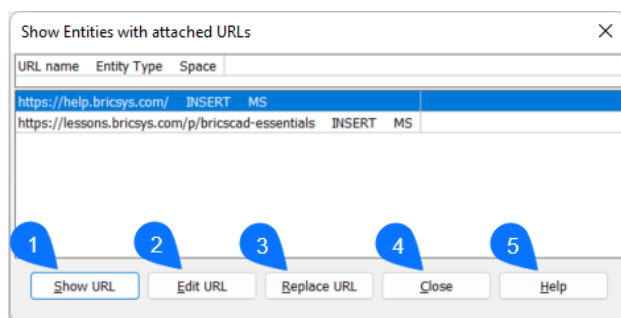 Show Entities with attached URLs
URL name Entity Type Space
https://help.bricsys.com/ INSERT MS
https://lessons.bricsys.com/p/bricscad-essentials INSERT MS
1 2 3 4 5
Show URL Edit URL Replace URL Close Help